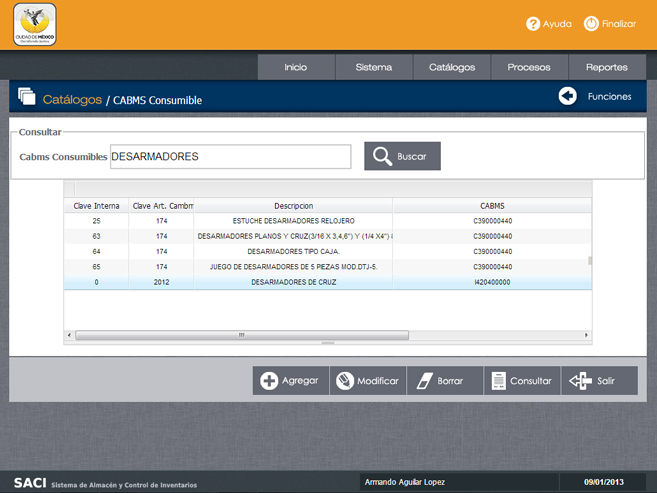 CIUDAD DE MÉXICO
Ayuda
Finalizar
Inicio
Sistema
Catálogos
Procesos
Reportes
Catálogos / CABMS Consumible
Funciones
Consultar
Cabms Consumibles DESARMADORES
Buscar
Clave Interna Clave Art. Cambm Descripcion CABMS
25 174 ESTUCHE DESARMADORES RELOJERO C390000440
63 174 DESARMADORES PLANOS Y CRUZ(3/16 X 3,4,6") Y (1/4 X4") C390000440
64 174 DESARMADORES TIPO CAJA. C390000440
65 174 JUEGO DE DESARMADORES DE 5 PIEZAS MOD.DTJ-5. C390000440
0 2012 DESARMADORES DE CRUZ I420400000
Agregar
Modificar
Borrar
Consultar
Salir
SACI Sistema de Almacén y Control de Inventarios
Armando Aguilar Lopez
09/01/2013